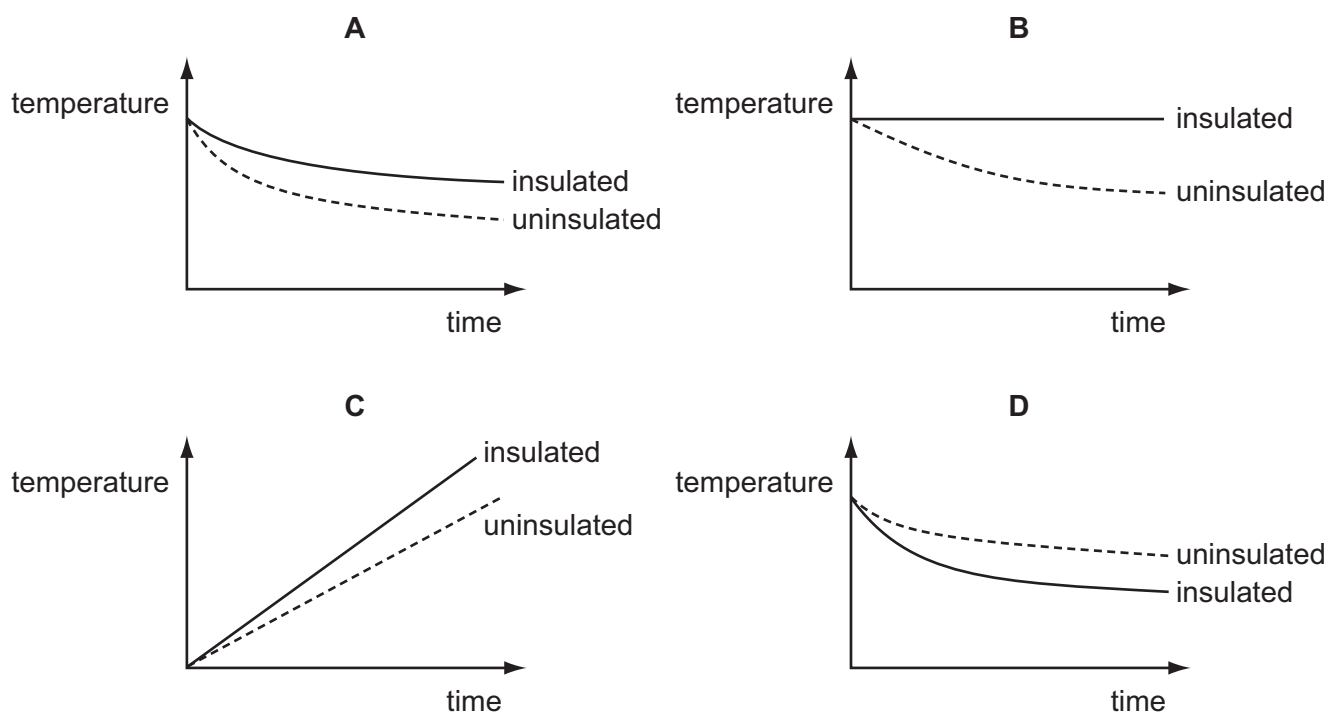 A
temperature
insulated
uninsulated
time
B
temperature
insulated
uninsulated
time
C
temperature
insulated
uninsulated
time
D
temperature
uninsulated
insulated
time